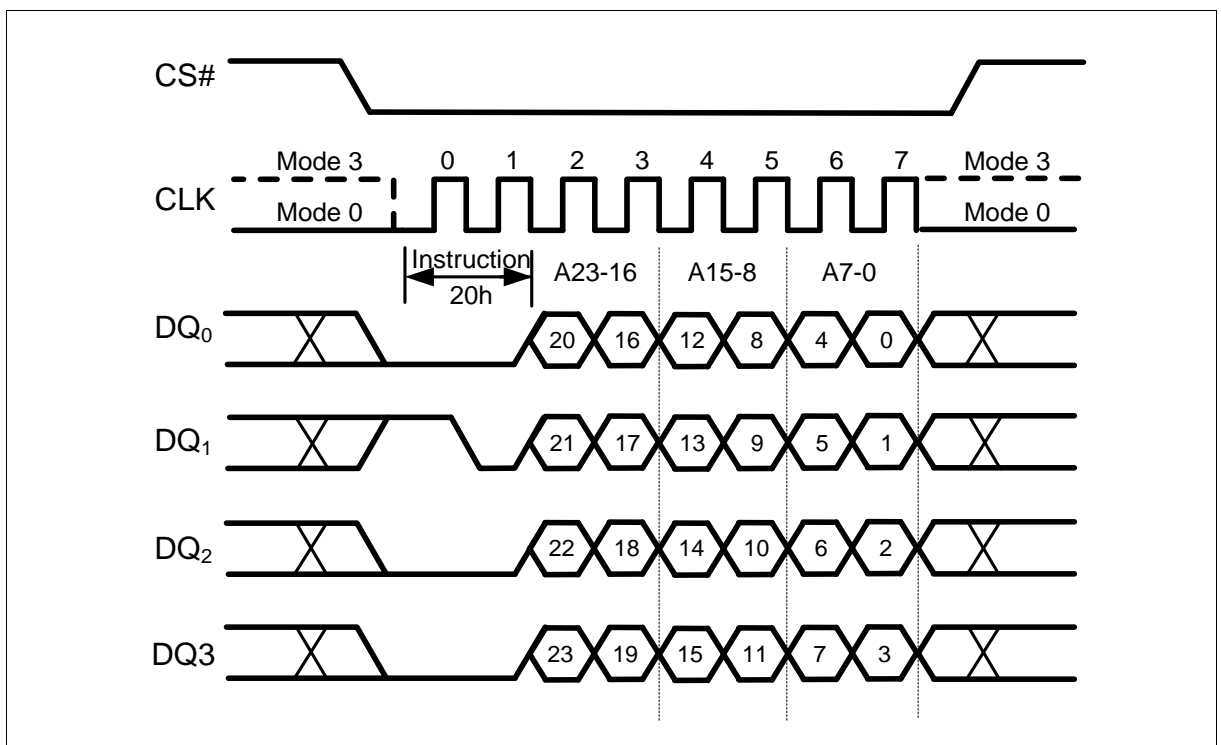 CS#
Mode 3 0 1 2 3 4 5 6 7 Mode 3
CLK
Mode 0 Mode 0
Instruction A23-16 A15-8 A7-0
20h
DQ0 20 16 12 8 4 0
DQ1 21 17 13 9 5 1
DQ2 22 18 14 10 6 2
DQ3 23 19 15 11 7 3